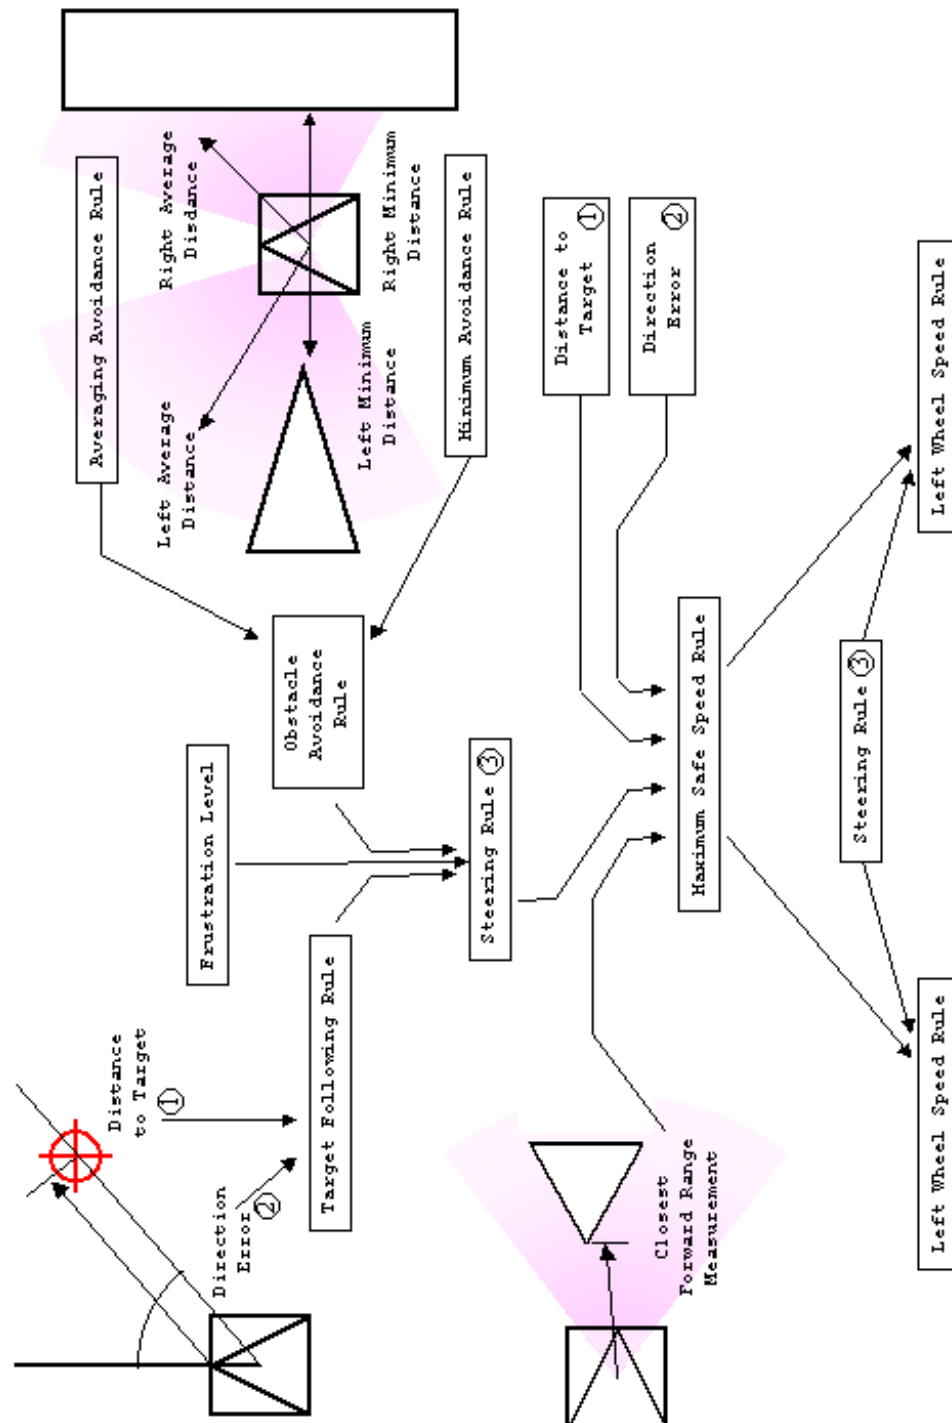 Distance
to Target
①
Direction
Error ②
Target Following Rule
Frustration Level
Averaging Avoidance Rule
Left Average
Distance
Right Average
Disdance
Left Minimum
Distance
Right Minimum
Distance
Minimum Avoidance Rule
Obstacle
Avoidance
Rule
Steering Rule ③
Distance to
Target ①
Direction
Error ②
Closest
Forward Range
Measurement
Maximum Safe Speed Rule
Steering Rule ③
Left Wheel Speed Rule
Left Wheel Speed Rule